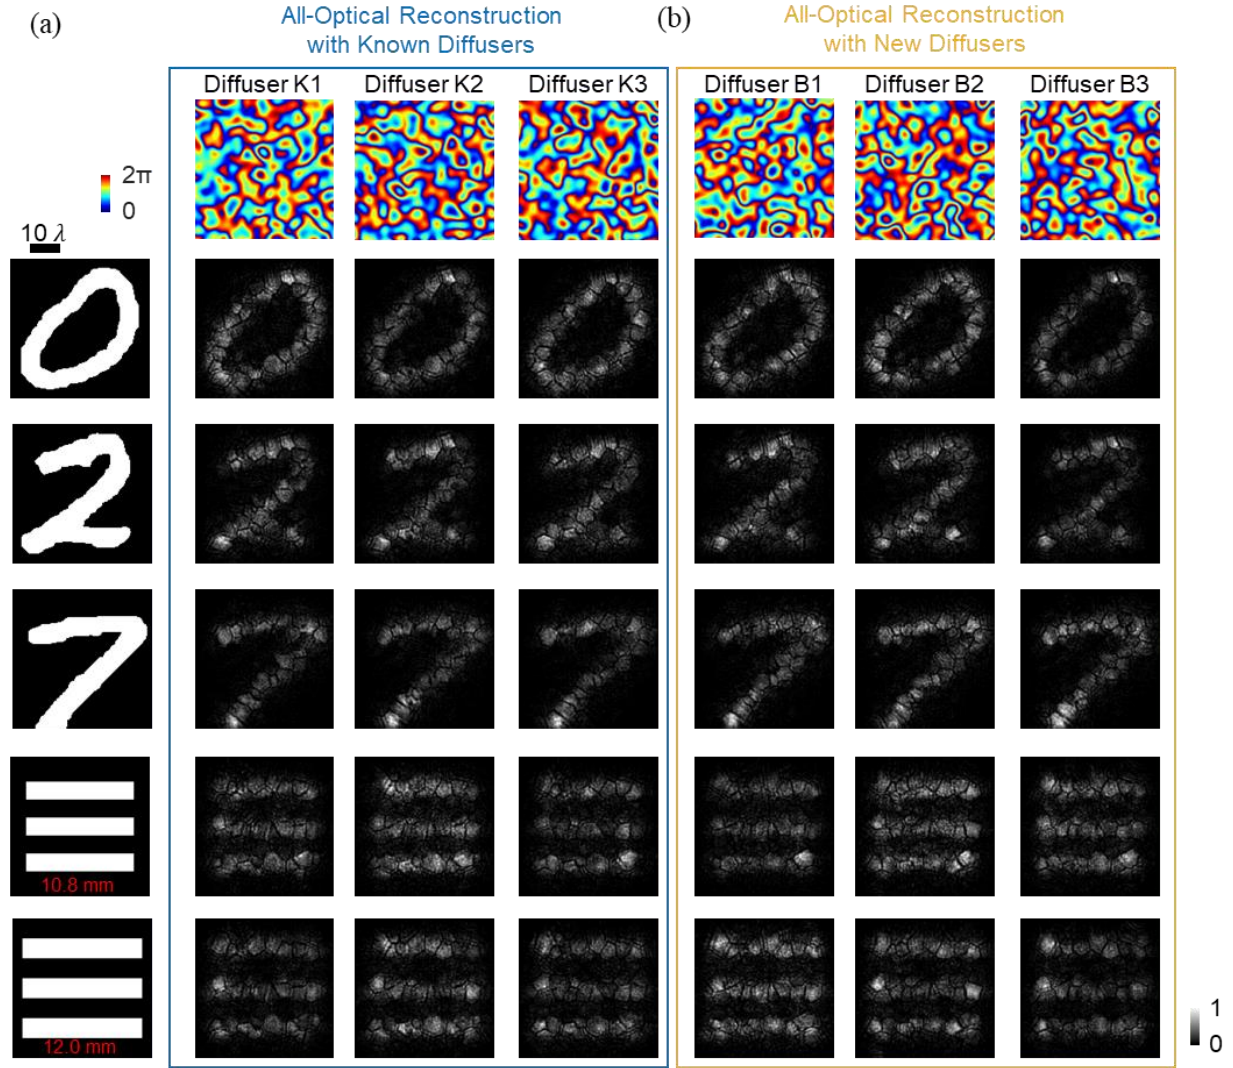 (a)
All-Optical Reconstruction
with Known Diffusers
(b)
All-Optical Reconstruction
with New Diffusers
Diffuser K1 Diffuser K2 Diffuser K3 Diffuser B1 Diffuser B2 Diffuser B3
2π
0
10 λ
10.8 mm
12.0 mm
1
0